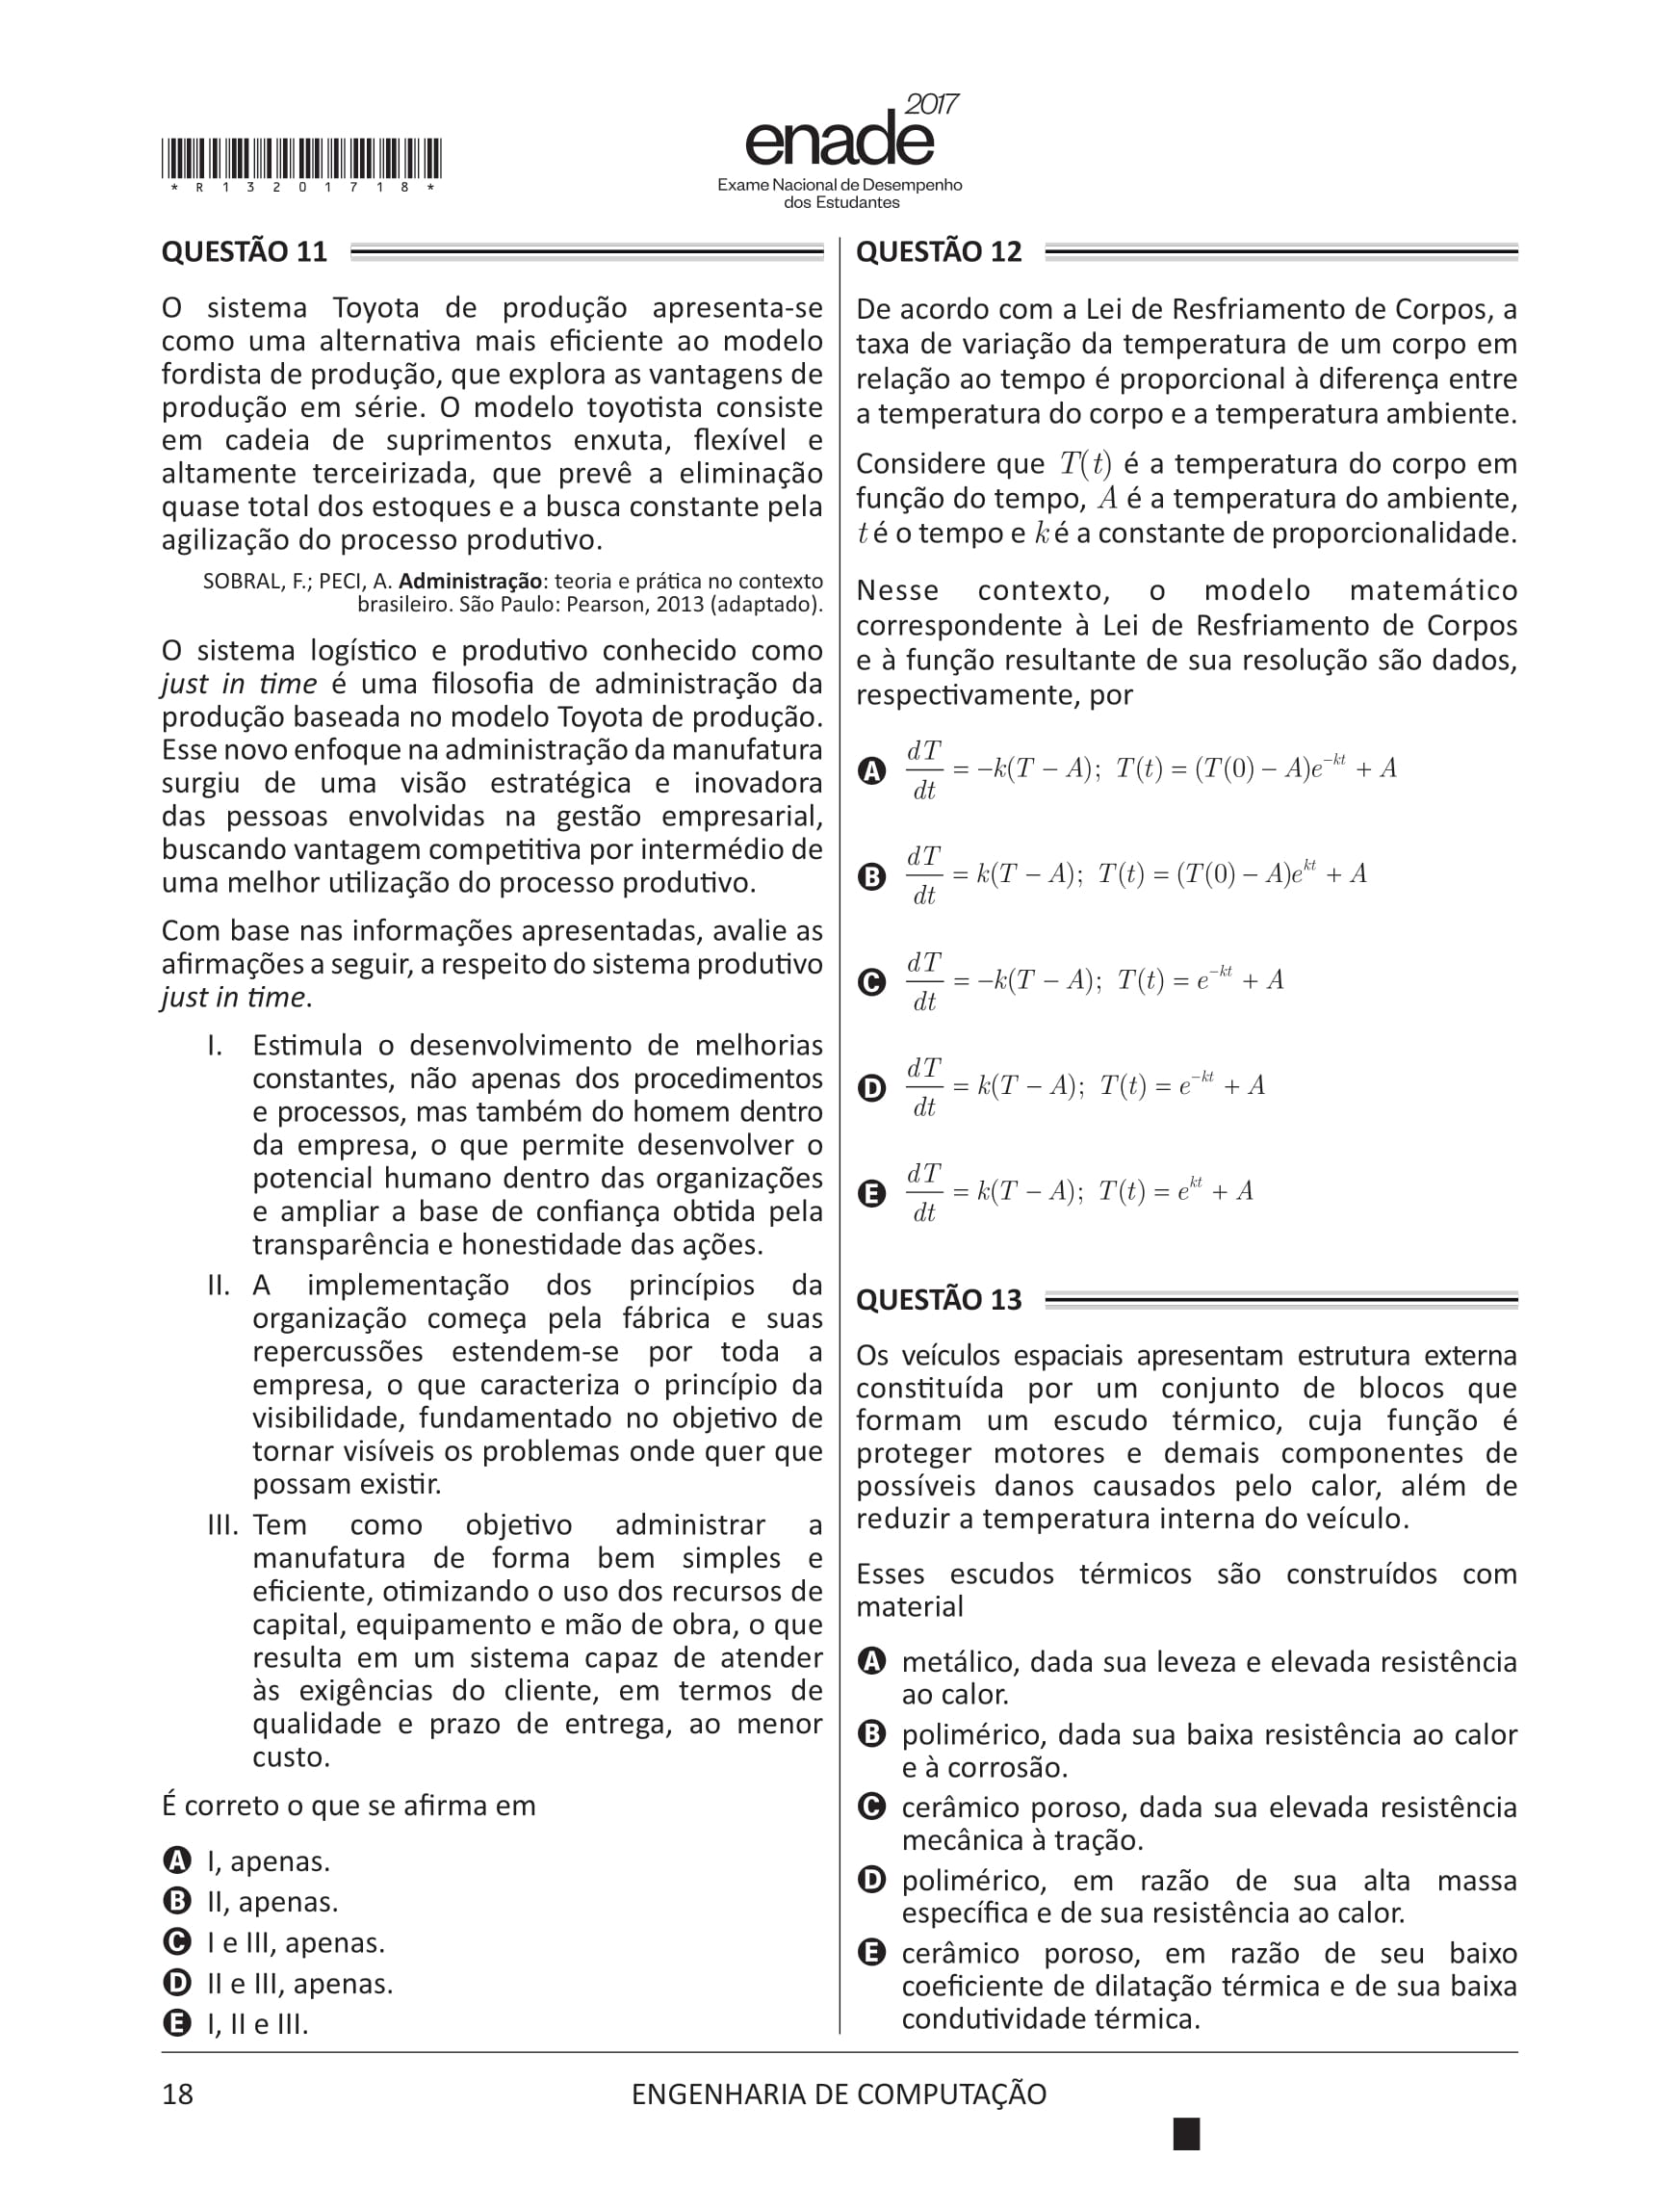 *R13201718*
enade 2017
Exame Nacional de Desempenho
dos Estudantes
QUESTÃO 11
O sistema Toyota de produção apresenta-se
como uma alternativa mais eficiente ao modelo
fordista de produção, que explora as vantagens de
produção em série. O modelo toyotista consiste
em cadeia de suprimentos enxuta, flexível e
altamente terceirizada, que prevê a eliminação
quase total dos estoques e a busca constante pela
agilização do processo produtivo.
SOBRAL, F.; PECI, A. Administração: teoria e prática no contexto
brasileiro. São Paulo: Pearson, 2013 (adaptado).
O sistema logístico e produtivo conhecido como
just in time é uma filosofia de administração da
produção baseada no modelo Toyota de produção.
Esse novo enfoque na administração da manufatura
surgiu de uma visão estratégica e inovadora
das pessoas envolvidas na gestão empresarial,
buscando vantagem competitiva por intermédio de
uma melhor utilização do processo produtivo.
Com base nas informações apresentadas, avalie as
afirmações a seguir, a respeito do sistema produtivo
just in time.
I. Estimula o desenvolvimento de melhorias
constantes, não apenas dos procedimentos
e processos, mas também do homem dentro
da empresa, o que permite desenvolver o
potencial humano dentro das organizações
e ampliar a base de confiança obtida pela
transparência e honestidade das ações.
II. A implementação dos princípios da
organização começa pela fábrica e suas
repercussões estendem-se por toda a
empresa, o que caracteriza o princípio da
visibilidade, fundamentado no objetivo de
tornar visíveis os problemas onde quer que
possam existir.
III. Tem como objetivo administrar a
manufatura de forma bem simples e
eficiente, otimizando o uso dos recursos de
capital, equipamento e mão de obra, o que
resulta em um sistema capaz de atender
às exigências do cliente, em termos de
qualidade e prazo de entrega, ao menor
custo.
É correto o que se afirma em
A I, apenas.
B II, apenas.
C I e III, apenas.
D II e III, apenas.
E I, II e III.
QUESTÃO 12
De acordo com a Lei de Resfriamento de Corpos, a
taxa de variação da temperatura de um corpo em
relação ao tempo é proporcional à diferença entre
a temperatura do corpo e a temperatura ambiente.
Considere que T(t) é a temperatura do corpo em
função do tempo, A é a temperatura do ambiente,
t é o tempo e k é a constante de proporcionalidade.
Nesse contexto, o modelo matemático
correspondente à Lei de Resfriamento de Corpos
e à função resultante de sua resolução são dados,
respectivamente, por
A dT/dt = −k(T − A); T(t) = (T(0) − A)e^{−kt} + A
B dT/dt = k(T − A); T(t) = (T(0) − A)e^{kt} + A
C dT/dt = −k(T − A); T(t) = e^{−kt} + A
D dT/dt = k(T − A); T(t) = e^{−kt} + A
E dT/dt = k(T − A); T(t) = e^{kt} + A
QUESTÃO 13
Os veículos espaciais apresentam estrutura externa
constituída por um conjunto de blocos que
formam um escudo térmico, cuja função é
proteger motores e demais componentes de
possíveis danos causados pelo calor, além de
reduzir a temperatura interna do veículo.
Esses escudos térmicos são construídos com
material
A metálico, dada sua leveza e elevada resistência
ao calor.
B polimérico, dada sua baixa resistência ao calor
e à corrosão.
C cerâmico poroso, dada sua elevada resistência
mecânica à tração.
D polimérico, em razão de sua alta massa
específica e de sua resistência ao calor.
E cerâmico poroso, em razão de seu baixo
coeficiente de dilatação térmica e de sua baixa
condutividade térmica.
18
ENGENHARIA DE COMPUTAÇÃO